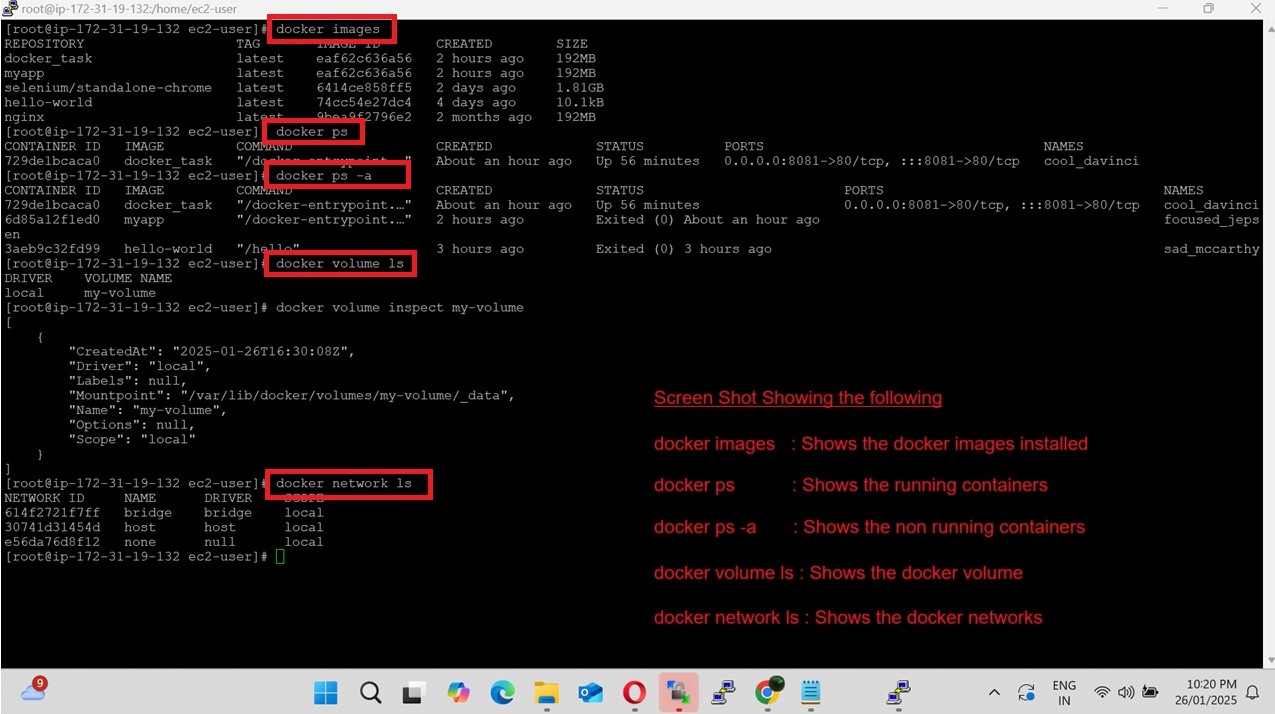 root@ip-172-31-19-132:/home/ec2-user
[root@ip-172-31-19-132 ec2-user]# docker images
REPOSITORY TAG IMAGE ID CREATED SIZE
docker_task latest eaf62c636a56 2 hours ago 192MB
myapp latest eaf62c636a56 2 hours ago 192MB
selenium/standalone-chrome latest 6414ce858ff5 2 days ago 1.81GB
hello-world latest 74cc54e27dc4 4 days ago 10.1kB
nginx latest 9bea9f2796e2 2 months ago 192MB
[root@ip-172-31-19-132 ec2-user]# docker ps
CONTAINER ID IMAGE COMMAND CREATED STATUS PORTS NAMES
729de1bcaca0 docker_task "/docker-entrypoint.…" About an hour ago Up 56 minutes 0.0.0.0:8081->80/tcp, :::8081->80/tcp cool_davinci
[root@ip-172-31-19-132 ec2-user]# docker ps -a
CONTAINER ID IMAGE COMMAND CREATED STATUS PORTS NAMES
729de1bcaca0 docker_task "/docker-entrypoint.…" About an hour ago Up 56 minutes 0.0.0.0:8081->80/tcp, :::8081->80/tcp cool_davinci
6d85a12f1ed0 myapp "/docker-entrypoint.…" 2 hours ago Exited (0) About an hour ago focused_jeps
en
3aeb9c32fd99 hello-world "/hello" 3 hours ago Exited (0) 3 hours ago sad_mccarthy
[root@ip-172-31-19-132 ec2-user]# docker volume ls
DRIVER VOLUME NAME
local my-volume
[root@ip-172-31-19-132 ec2-user]# docker volume inspect my-volume
[
{
"CreatedAt": "2025-01-26T16:30:08Z",
"Driver": "local",
"Labels": null,
"Mountpoint": "/var/lib/docker/volumes/my-volume/_data",
"Name": "my-volume",
"Options": null,
"Scope": "local"
}
]
[root@ip-172-31-19-132 ec2-user]# docker network ls
NETWORK ID NAME DRIVER SCOPE
614f2721f7ff bridge bridge local
30741d31454d host host local
e56da76d8f12 none null local
[root@ip-172-31-19-132 ec2-user]#
Screen Shot Showing the following
docker images : Shows the docker images installed
docker ps : Shows the running containers
docker ps -a : Shows the non running containers
docker volume ls : Shows the docker volume
docker network ls : Shows the docker networks
9
ENG
IN
10:20 PM
26/01/2025